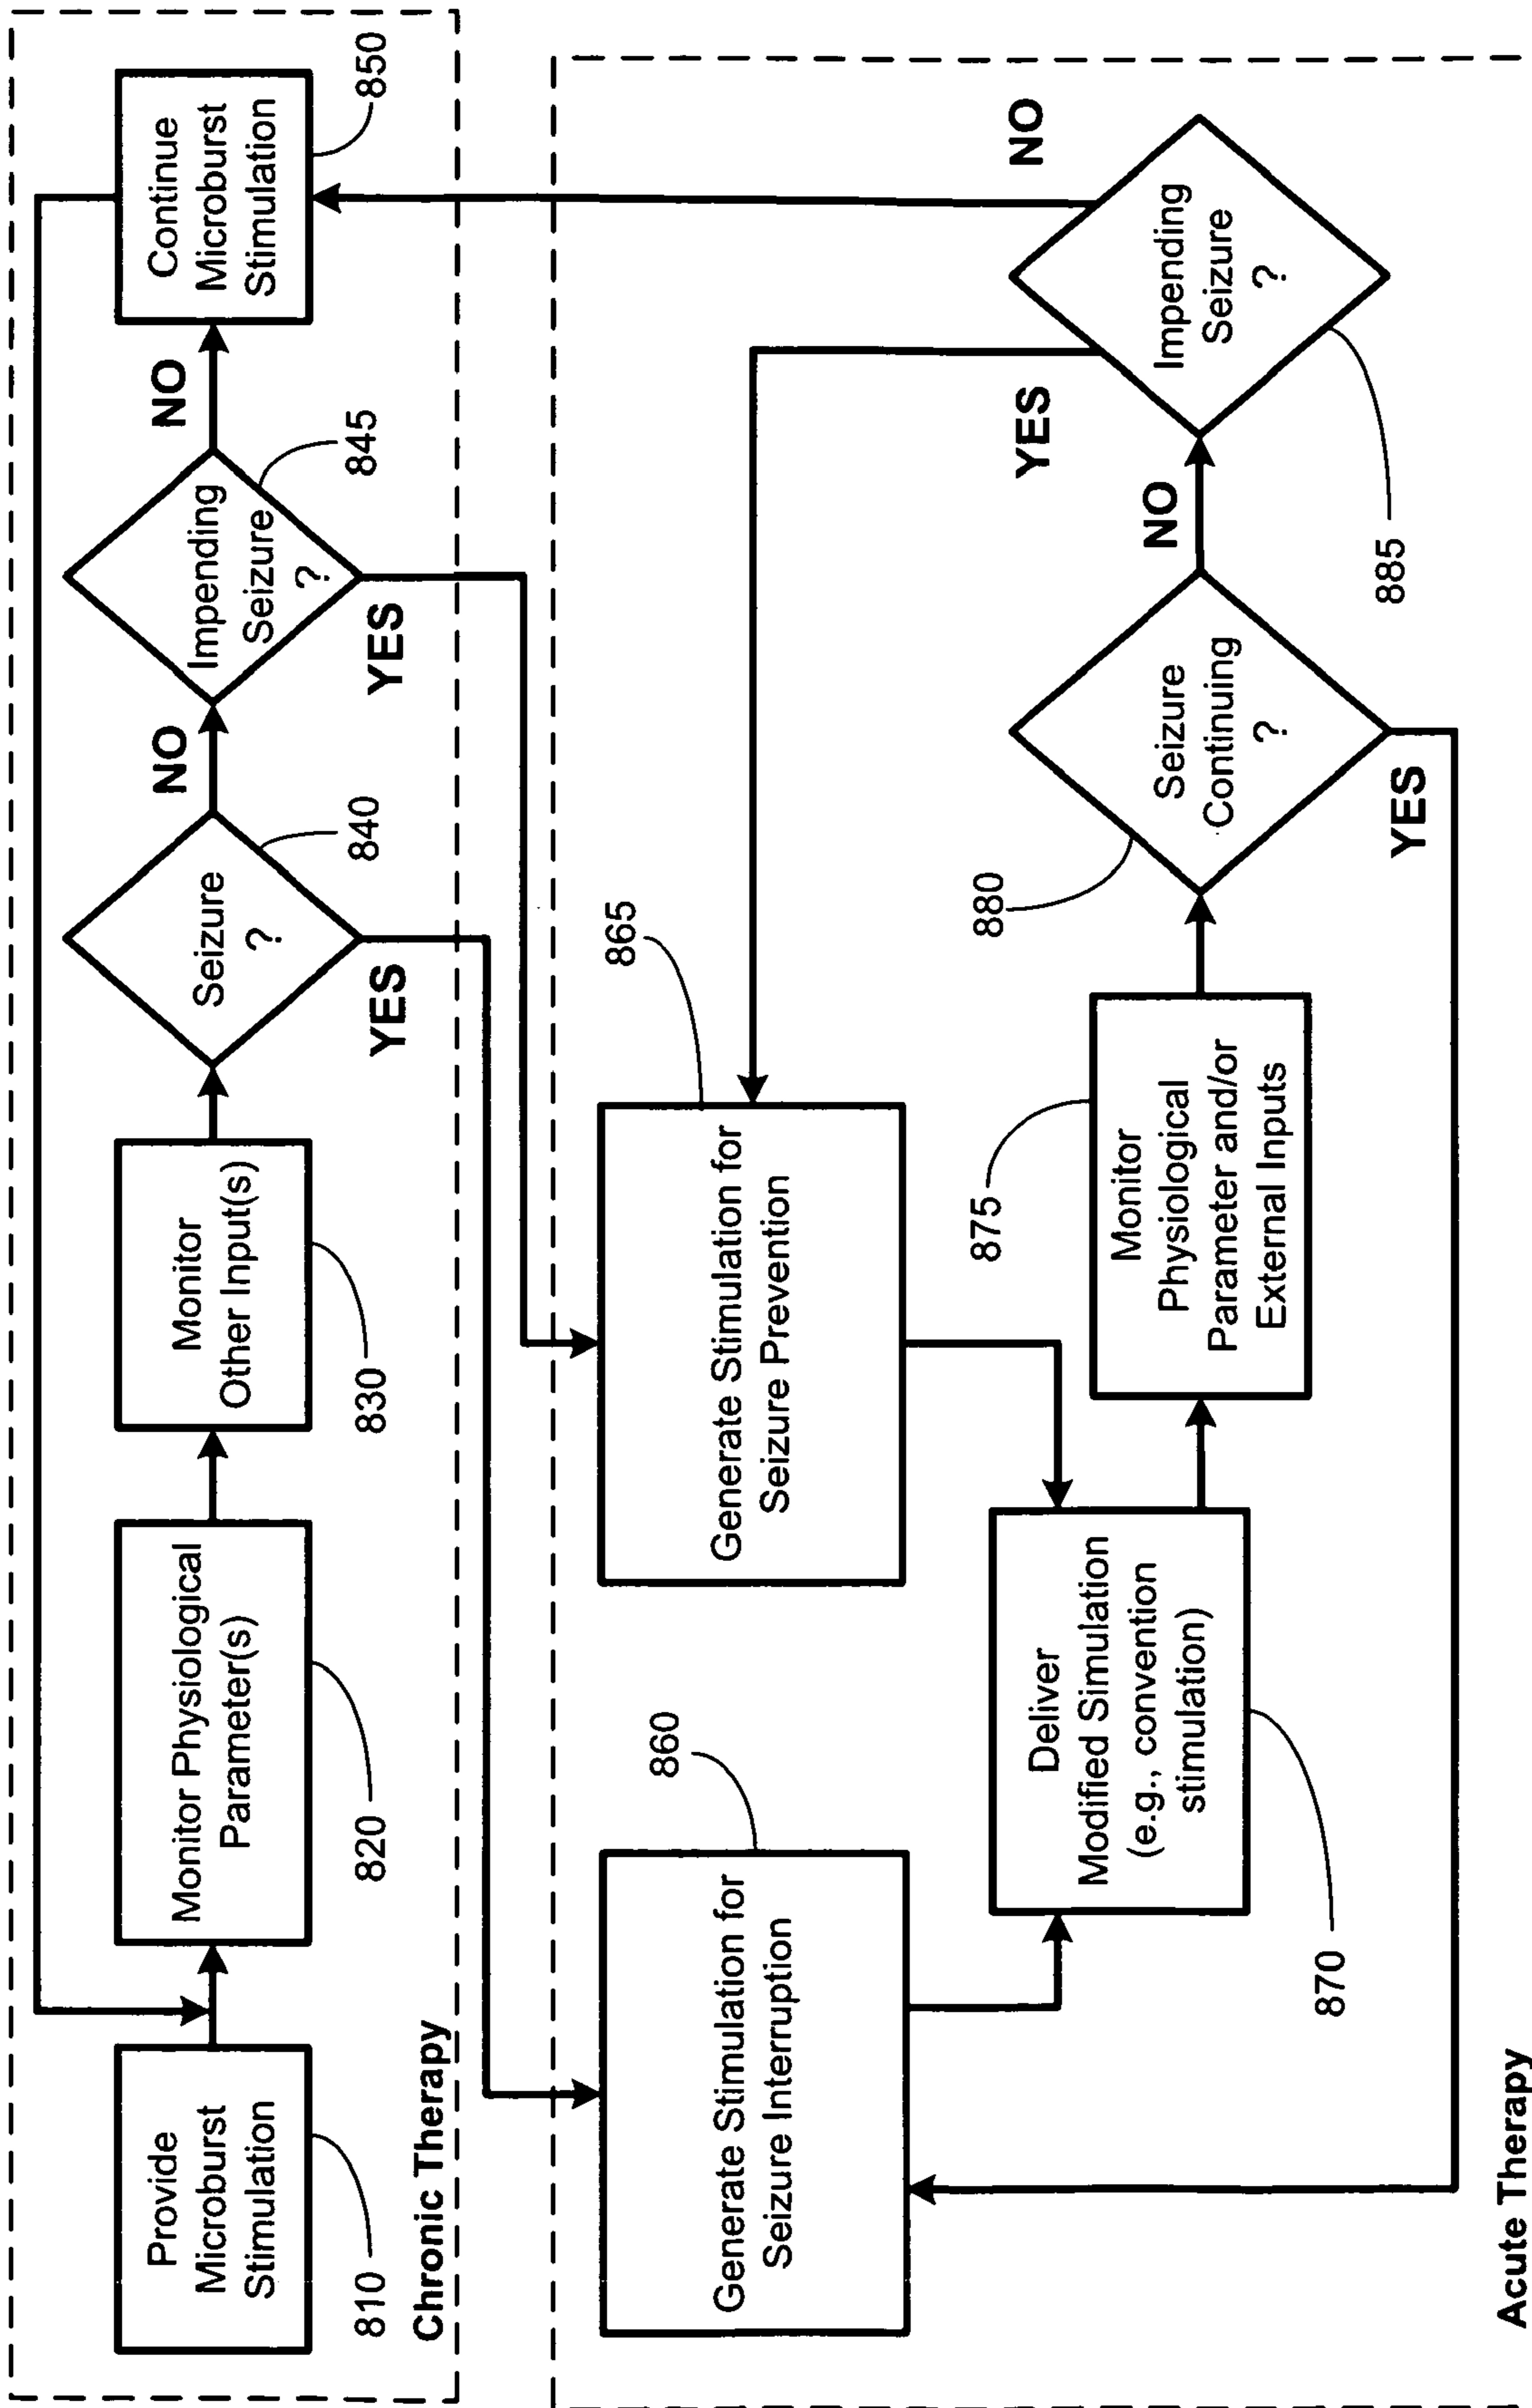 Provide
Microburst
Stimulation
810
Monitor Physiological
Parameter(s)
820
Monitor
Other Input(s)
830
Seizure
?
840
NO
YES
Impending
Seizure
?
845
NO
YES
Continue
Microburst
Stimulation
850
Chronic Therapy
Generate Stimulation for
Seizure Interruption
860
Generate Stimulation for
Seizure Prevention
865
Deliver
Modified Simulation
(e.g., convention
stimulation)
870
Monitor
Physiological
Parameter and/or
External Inputs
875
Seizure
Continuing
?
880
NO
YES
Impending
Seizure
?
885
YES
NO
Acute Therapy